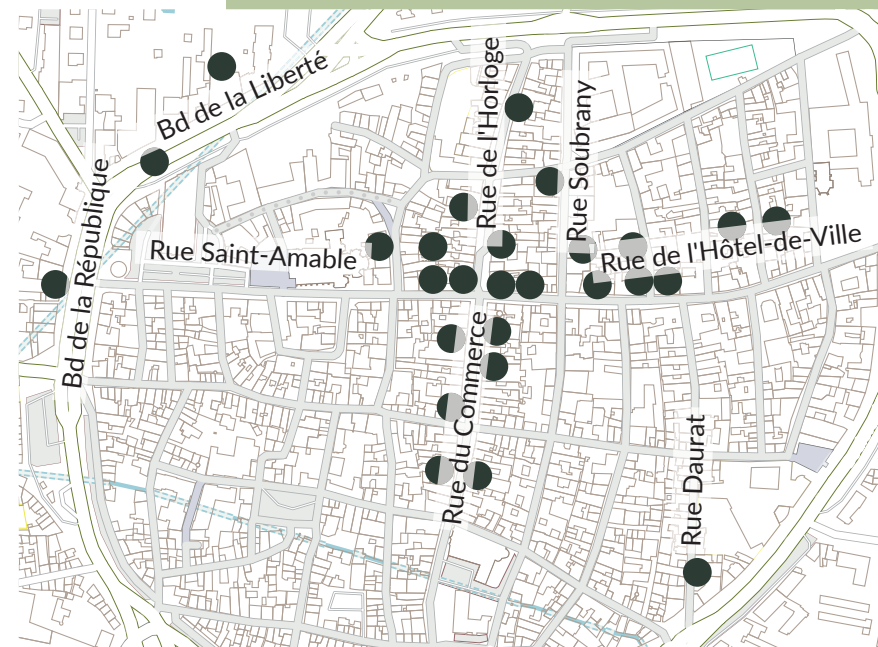 Bd de la Liberté
Rue de l'Horloge
Rue Soubrany
Bd de la République
Rue Saint-Amable
Rue de l'Hôtel-de-Ville
Rue du Commerce
Rue Daurat